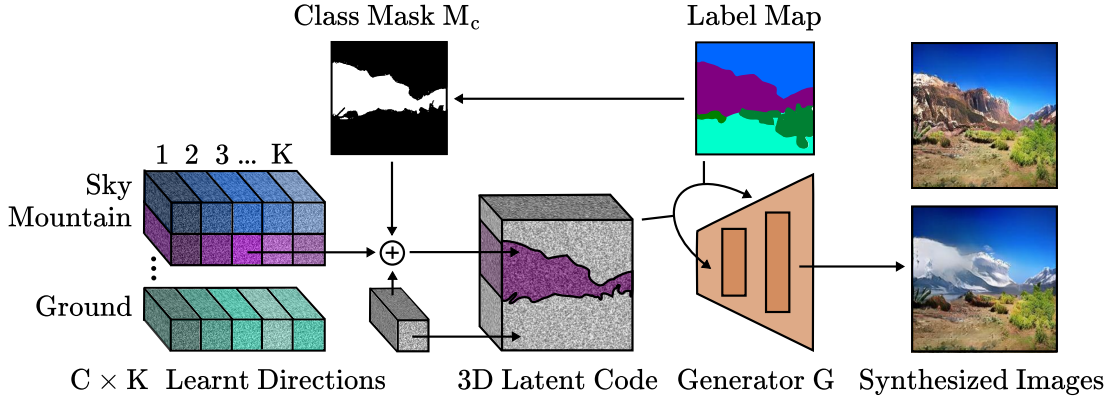 Class Mask M_c
Label Map
1 2 3 ... K
Sky
Mountain
Ground
C × K Learnt Directions
3D Latent Code
Generator G
Synthesized Images